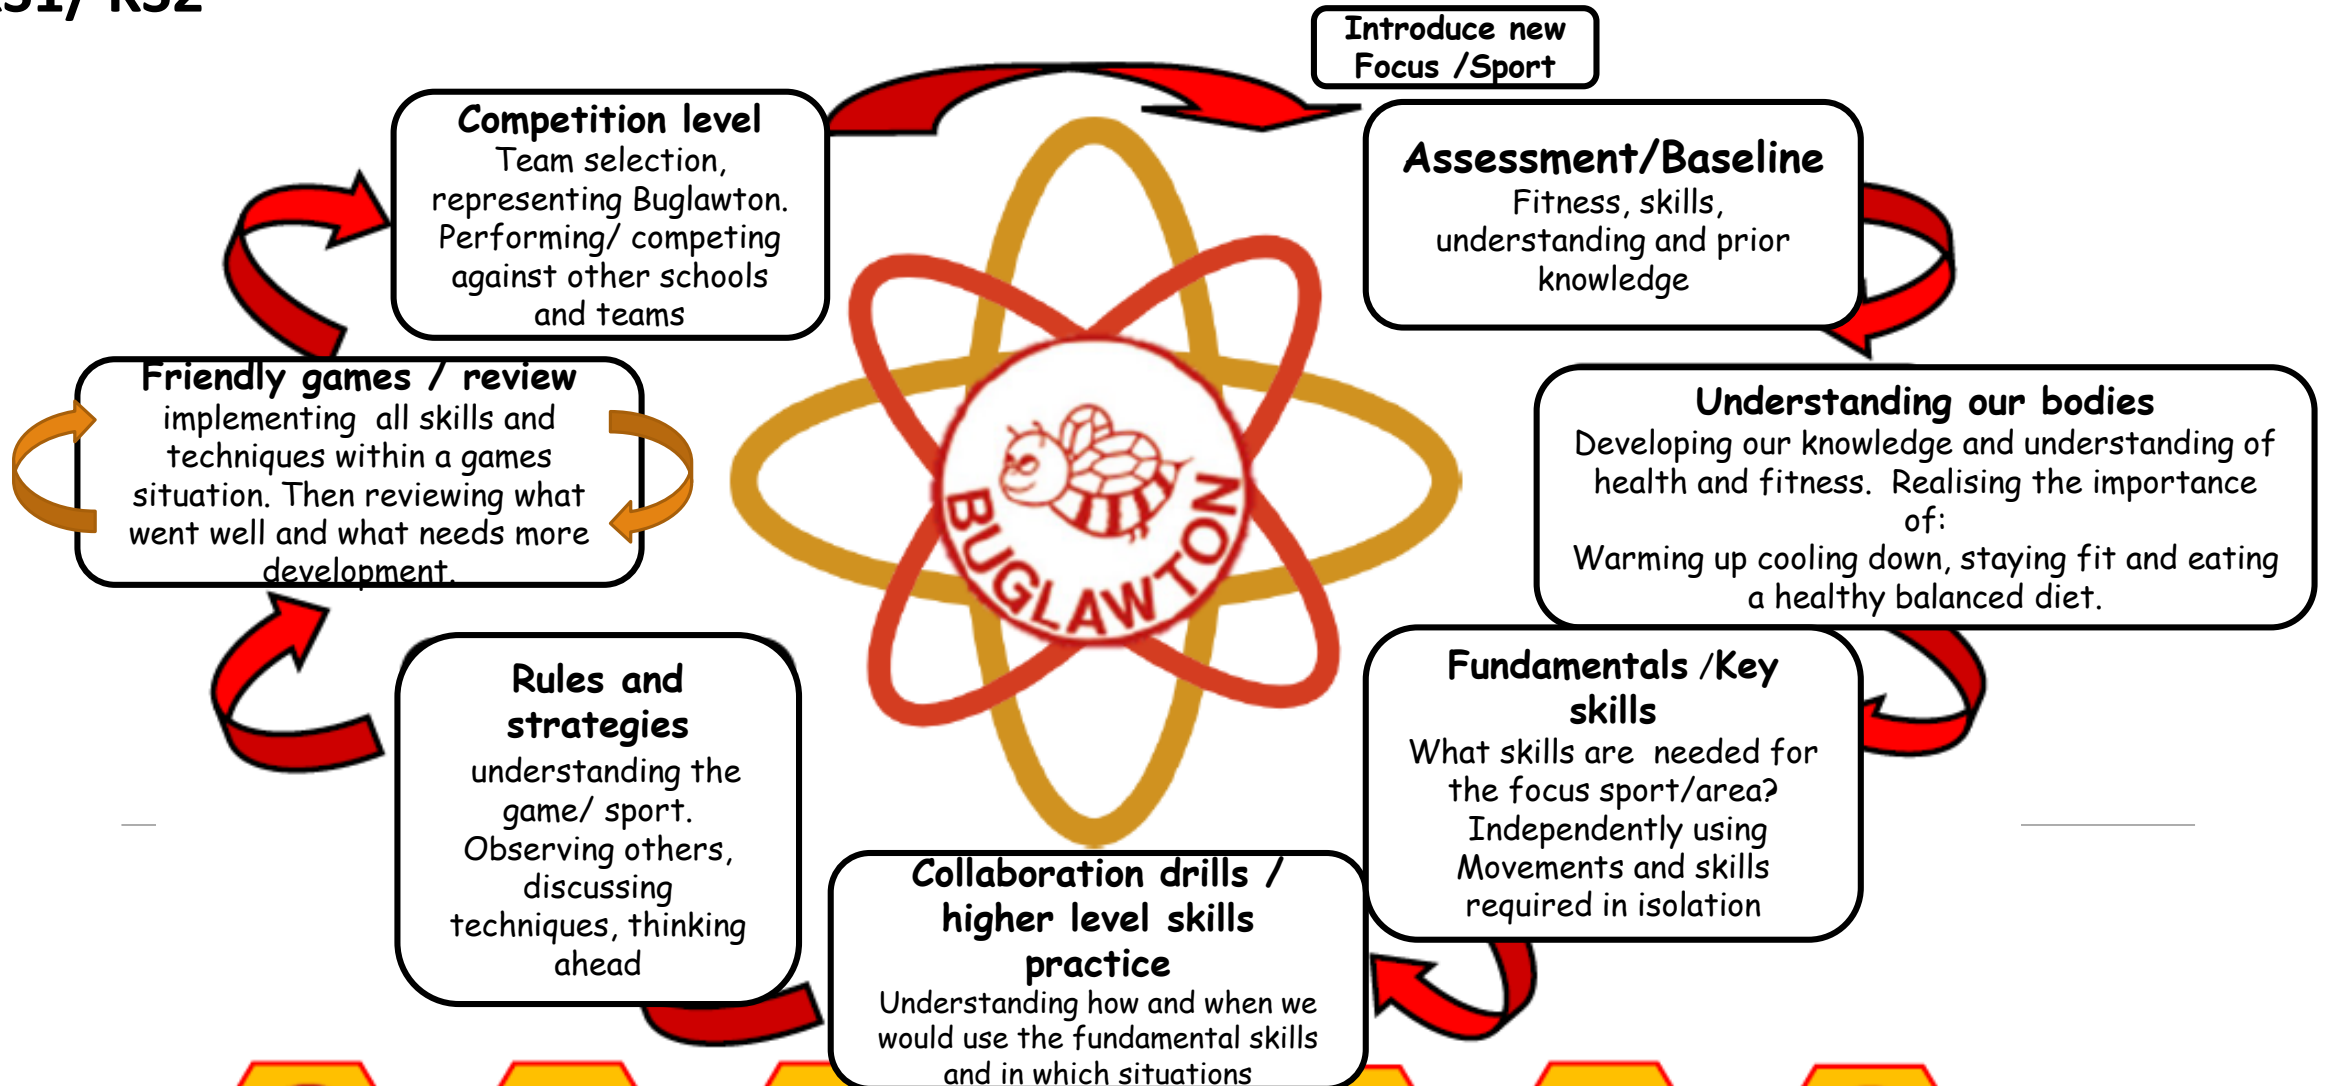 KS1/ KS2
Introduce new
Focus /Sport
Competition level
Team selection,
representing Buglawton.
Performing/ competing
against other schools
and teams
Assessment/Baseline
Fitness, skills,
understanding and prior
knowledge
Friendly games / review
implementing  all skills and
techniques within a games
situation. Then reviewing what
went well and what needs more
development.
Understanding our bodies
Developing our knowledge and understanding of
health and fitness.  Realising the importance
of:
Warming up cooling down, staying fit and eating
a healthy balanced diet.
BUGLAWTON
Rules and
strategies
understanding the
game/ sport.
Observing others,
discussing
techniques, thinking
ahead
Fundamentals /Key
skills
What skills are  needed for
the focus sport/area?
Independently using
Movements and skills
required in isolation
Collaboration drills /
higher level skills
practice
Understanding how and when we
would use the fundamental skills
and in which situations